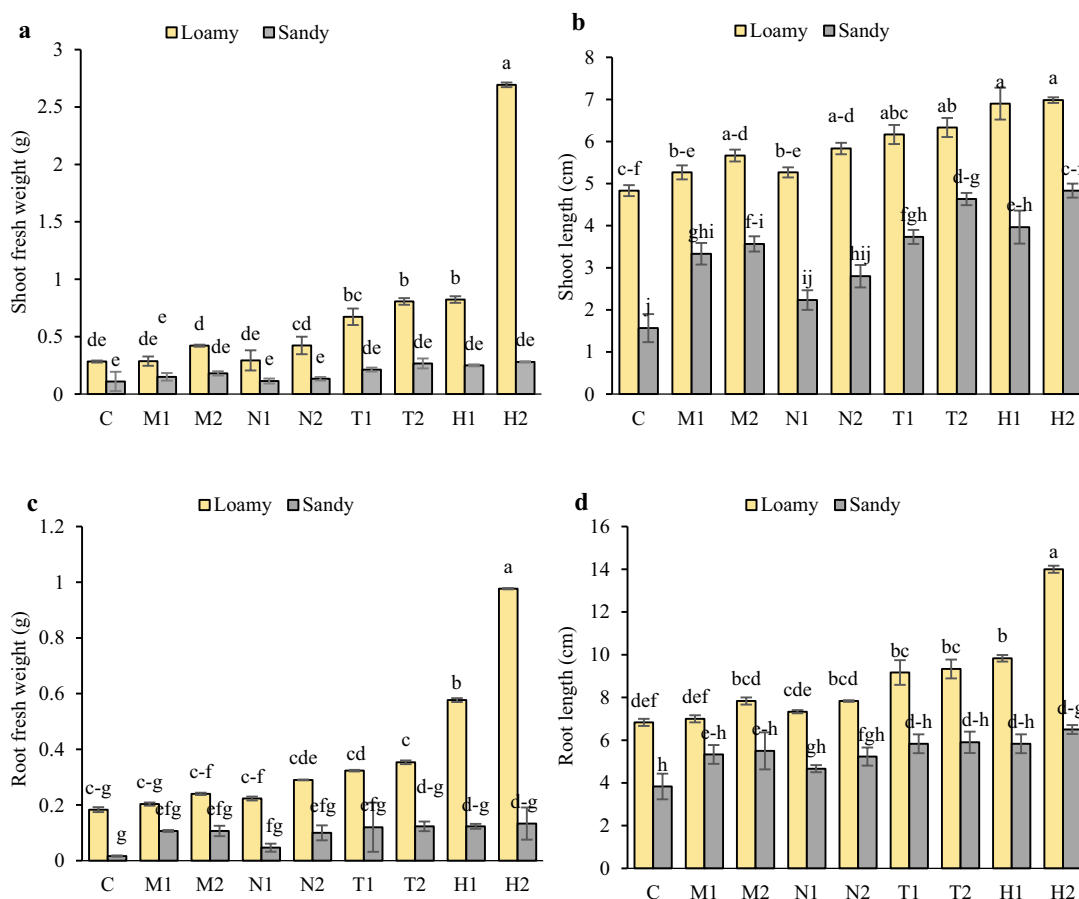 a
Loamy Sandy
Shoot fresh weight (g)
3
2.5
2
1.5
1
0.5
0
de e de e d de de e cd e bc de b de b de a de
C M1 M2 N1 N2 T1 T2 H1 H2
b
Loamy Sandy
Shoot length (cm)
8
7
6
5
4
3
2
1
0
c-f j b-e ghi a-d f-i b-e ij a-d hij abc fgh ab d-g a e-h a
C M1 M2 N1 N2 T1 T2 H1 H2
c
Loamy Sandy
Root fresh weight (g)
1.2
1
0.8
0.6
0.4
0.2
0
c-g g c-g efg c-f efg c-f fg cde efg cd efg c d-g b d-g a d-g
C M1 M2 N1 N2 T1 T2 H1 H2
d
Loamy Sandy
Root length (cm)
16
14
12
10
8
6
4
2
0
def h def e-h bcd e-h cde gh bcd fgh bc d-h bc d-h b d-h a d-g
C M1 M2 N1 N2 T1 T2 H1 H2